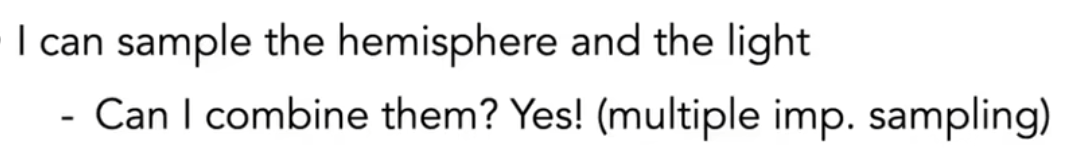 I can sample the hemisphere and the light
- Can I combine them? Yes! (multiple imp. sampling)